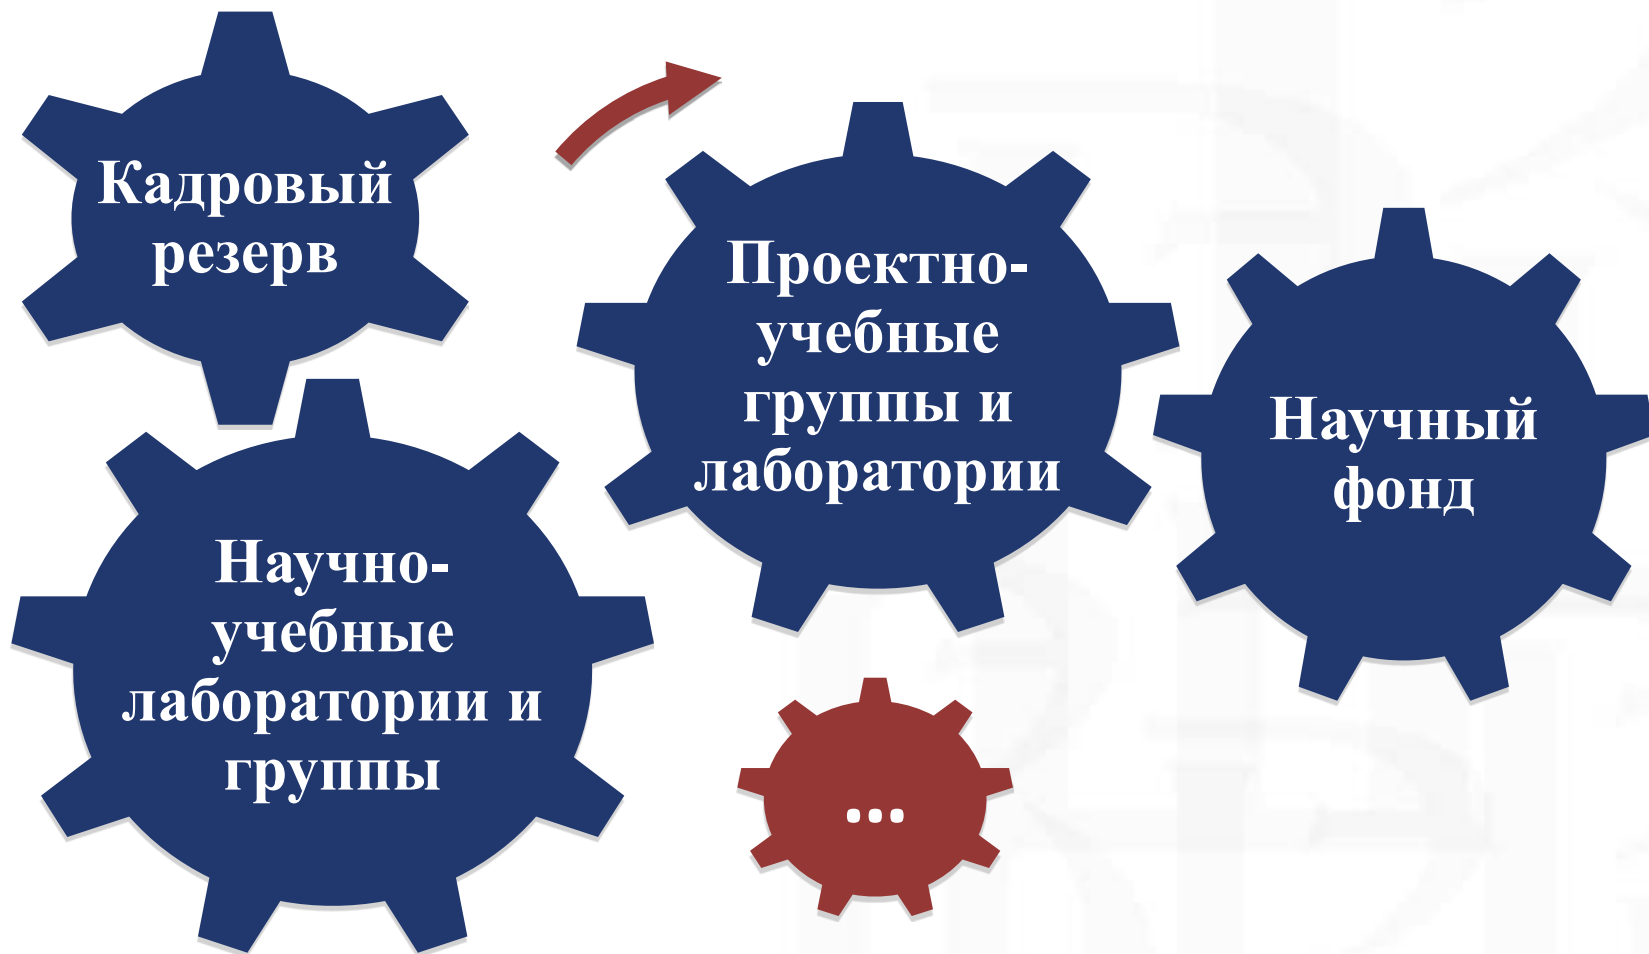 Кадровый
резерв
Проектно-
учебные
группы и
лаборатории
Научный
фонд
Научно-
учебные
лаборатории и
группы
...